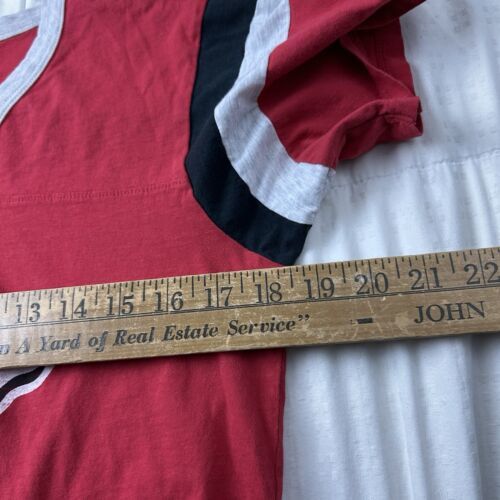 13 14 15 16 17 18 19 20 21 22
D A Yard of Real Estate Service" - JOHN